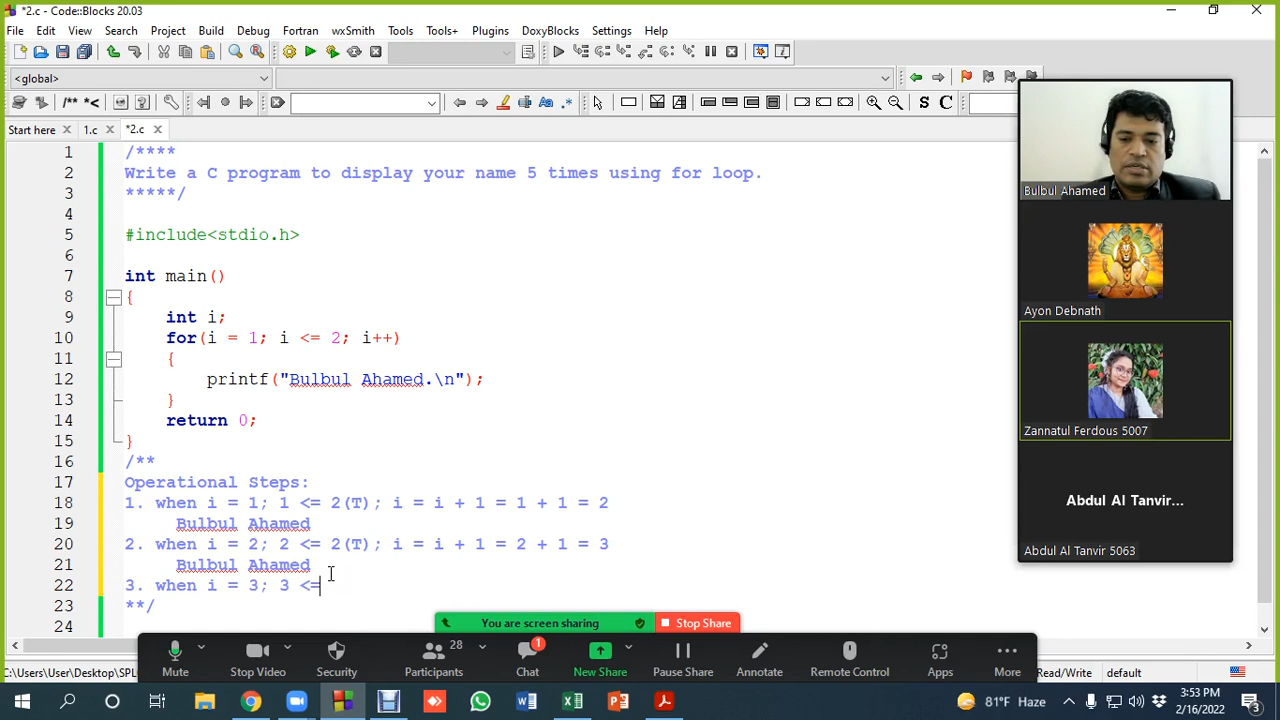 *2.c - Code::Blocks 20.03
File Edit View Search Project Build Debug Fortran wxSmith Tools Tools+ Plugins DoxyBlocks Settings Help
<global>
/** *<
S C
Start here 1.c *2.c
1 /****
2 Write a C program to display your name 5 times using for loop.
3 *****/
4
5 #include<stdio.h>
6
7 int main()
8 {
9 int i;
10 for(i = 1; i <= 2; i++)
11 {
12 printf("Bulbul Ahamed.\n");
13 }
14 return 0;
15 }
16 /**
17 Operational Steps:
18 1. when i = 1; 1 <= 2(T); i = i + 1 = 1 + 1 = 2
19 Bulbul Ahamed
20 2. when i = 2; 2 <= 2(T); i = i + 1 = 2 + 1 = 3
21 Bulbul Ahamed
22 3. when i = 3; 3 <=
23 **/
24
Bulbul Ahamed
Ayon Debnath
Zannatul Ferdous 5007
Abdul Al Tanvir...
Abdul Al Tanvir 5063
You are screen sharing Stop Share
28 1
Mute Stop Video Security Participants Chat New Share Pause Share Annotate Remote Control Apps More
C:\Users\User\Desktop\SPL Read/Write default
81°F Haze
3:53 PM
2/16/2022
3